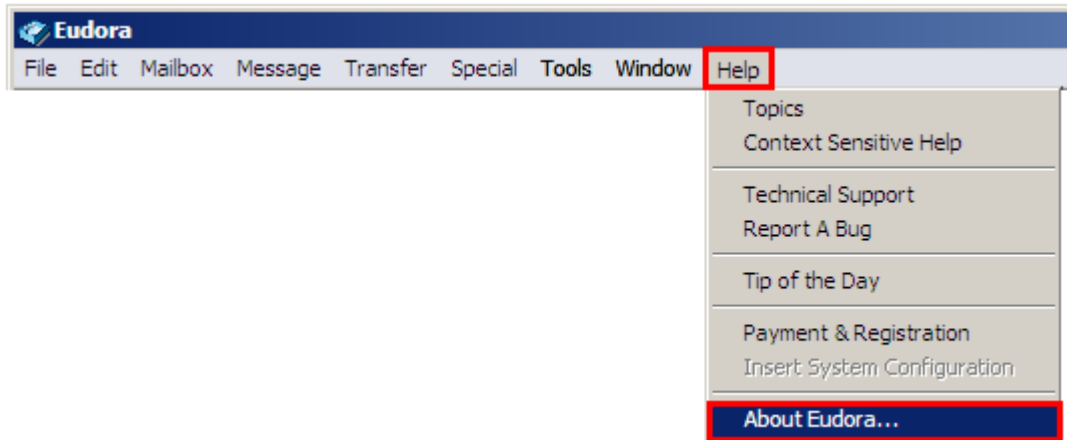 Eudora
File Edit Mailbox Message Transfer Special Tools Window Help
Topics
Context Sensitive Help
Technical Support
Report A Bug
Tip of the Day
Payment & Registration
Insert System Configuration
About Eudora...